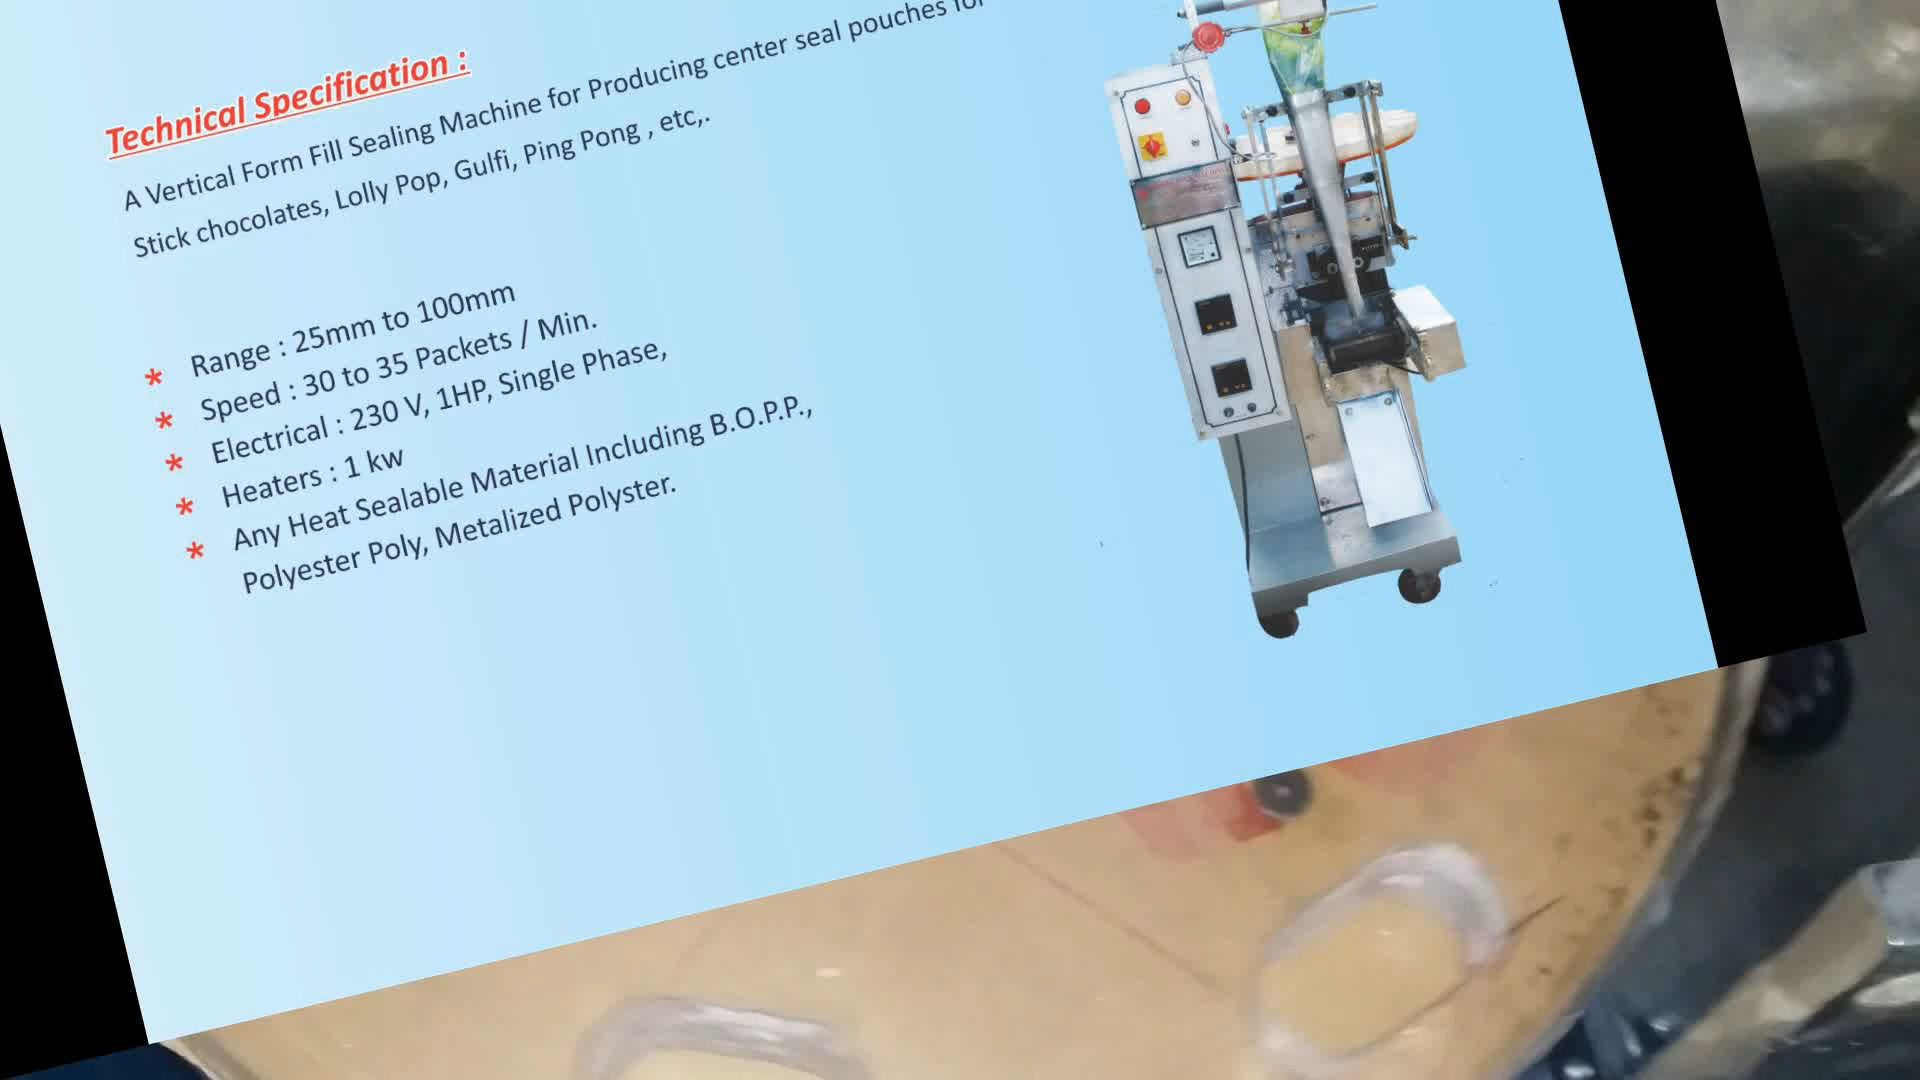 Technical Specification :
A Vertical Form Fill Sealing Machine for Producing center seal pouches for
Stick chocolates, Lolly Pop, Gulfi, Ping Pong , etc,.
* Range : 25mm to 100mm
* Speed : 30 to 35 Packets / Min.
* Electrical : 230 V, 1HP, Single Phase,
* Heaters : 1 kw
* Any Heat Sealable Material Including B.O.P.P.,
Polyester Poly, Metalized Polyster.